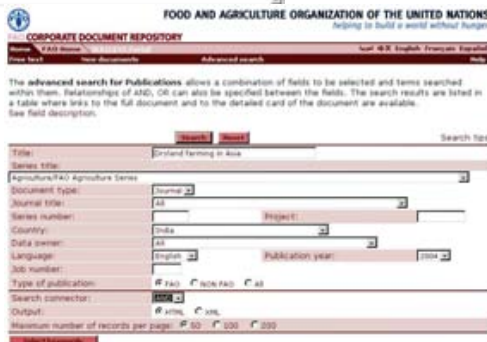 FOOD AND AGRICULTURE ORGANIZATION OF THE UNITED NATIONS
helping to build a world without hunger
FAO CORPORATE DOCUMENT REPOSITORY
Home FAO Home English Français Español
Free text New documents Advanced search Help
The advanced search for Publications allows a combination of fields to be selected and terms searched
within them. Relationships of AND, OR can also be specified between the fields. The search results are listed in
a table where links to the full document and to the detailed card of the document are available.
See field description.
Search Reset Search tips
Title: Dryland farming in Asia
Series title:
Agriculture/FAO Agriculture Series
Document type: Journal
Journal title: All
Series number: Project:
Country: India
Data owner: All
Language: English Publication year: 2004
Job number:
Type of publication: FAO NON FAO All
Search connector: AND
Output: HTML XML
Maximum number of records per page: 50 100 200